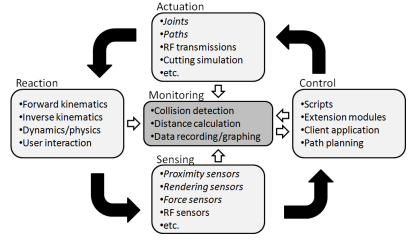 Actuation
•Joints
•Paths
•RF transmissions
•Cutting simulation
•etc.
Reaction
•Forward kinematics
•Inverse kinematics
•Dynamics/physics
•User interaction
Monitoring
•Collision detection
•Distance calculation
•Data recording/graphing
Control
•Scripts
•Extension modules
•Client application
•Path planning
Sensing
•Proximity sensors
•Rendering sensors
•Force sensors
•RF sensors
•etc.